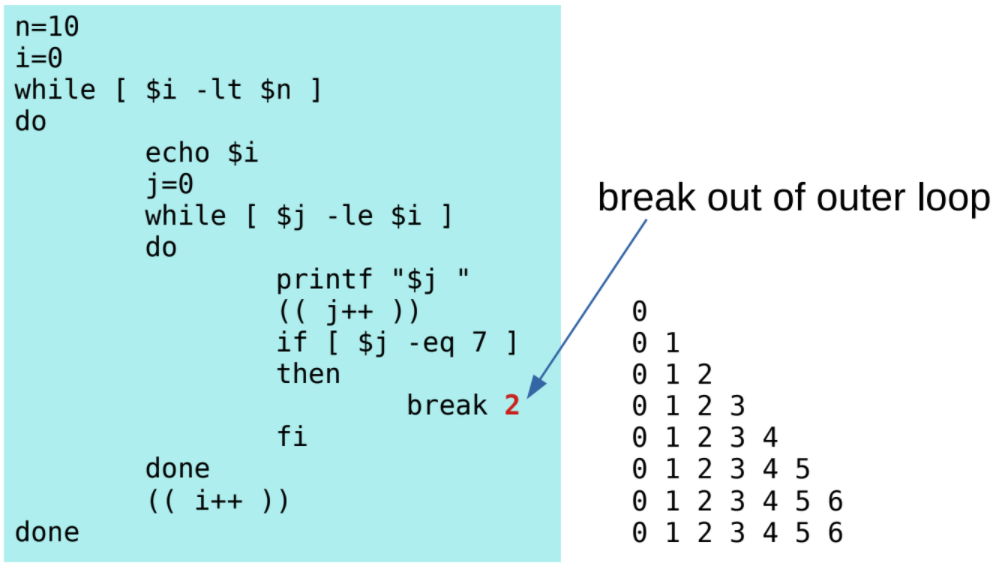 n=10
i=0
while [ $i -lt $n ]
do
        echo $i
        j=0
        while [ $j -le $i ]
        do
                printf "$j "
                (( j++ ))
                if [ $j -eq 7 ]
                then
                        break 2
                fi
        done
        (( i++ ))
done
break out of outer loop
0
0 1
0 1 2
0 1 2 3
0 1 2 3 4
0 1 2 3 4 5
0 1 2 3 4 5 6
0 1 2 3 4 5 6